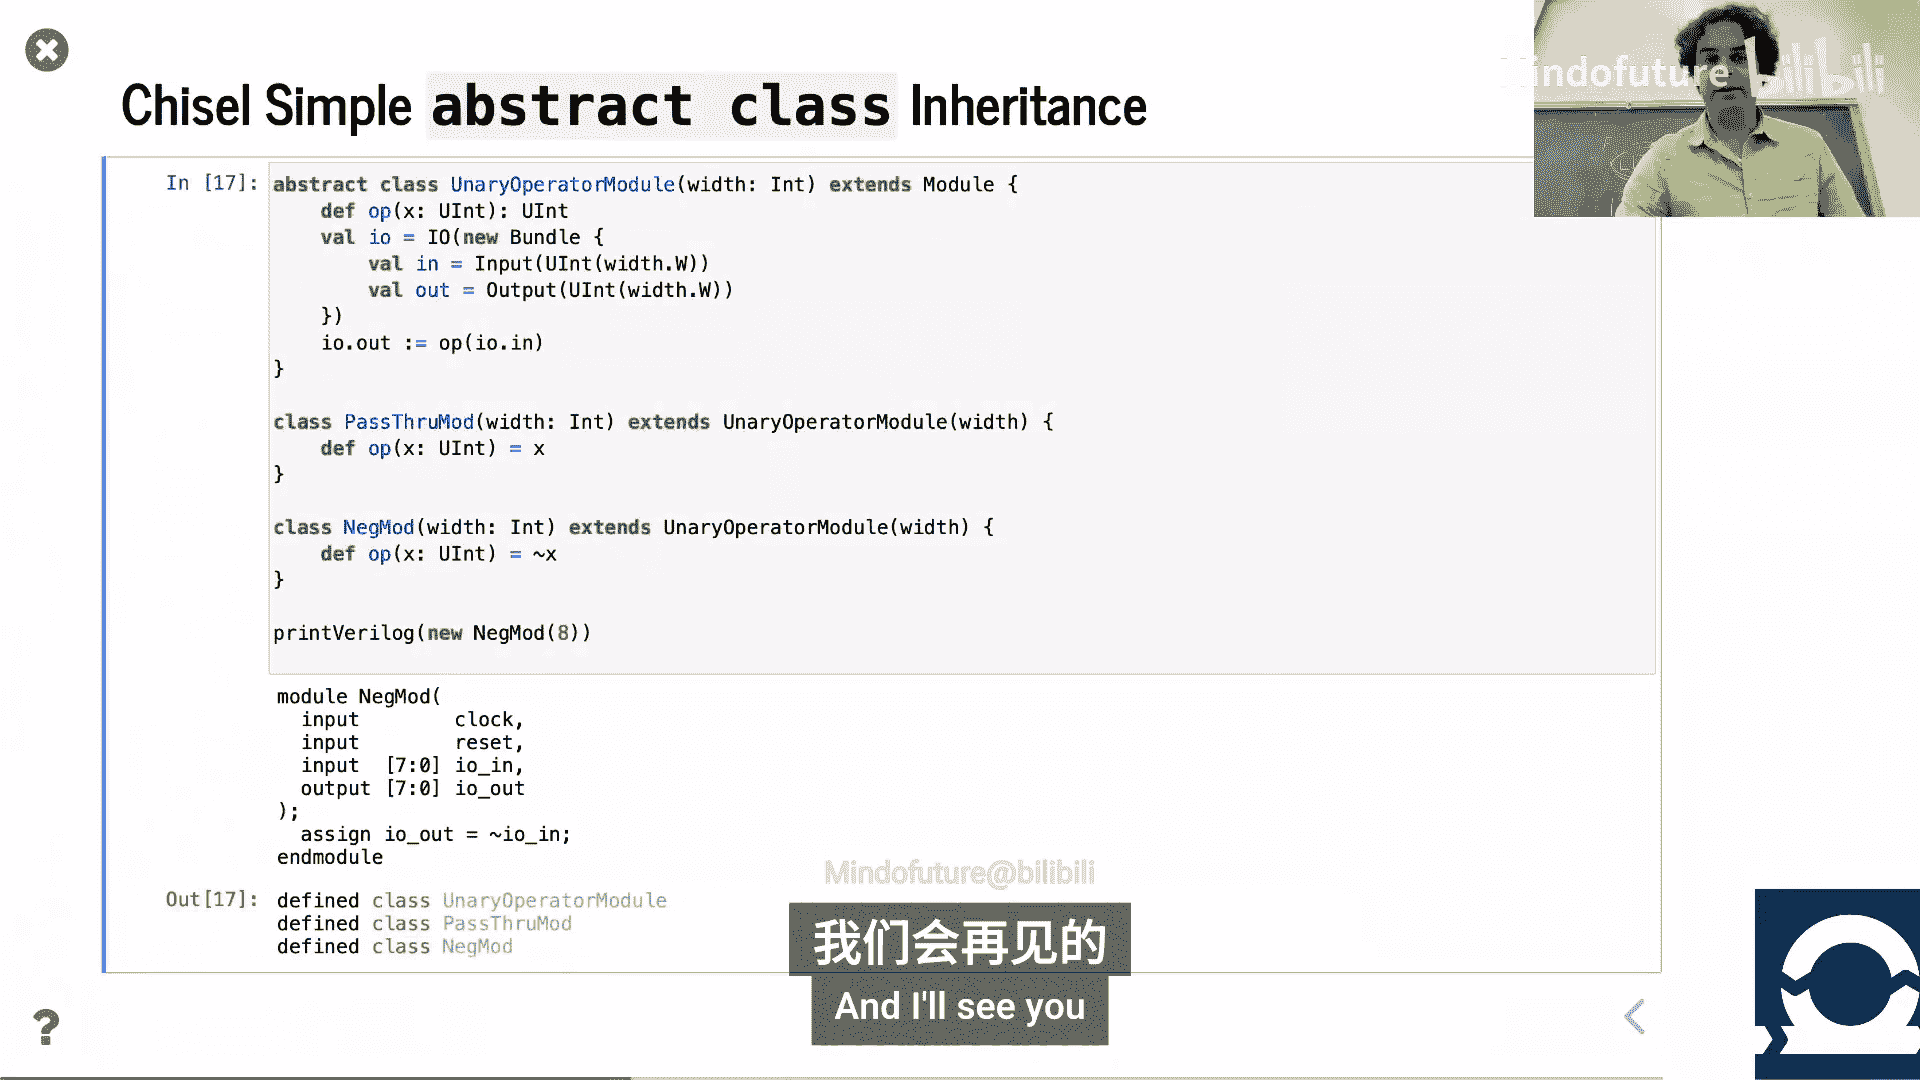 indofuture bilibili
Chisel Simple abstract class Inheritance
In [17]:
abstract class UnaryOperatorModule(width: Int) extends Module {
    def op(x: UInt): UInt
    val io = IO(new Bundle {
        val in = Input(UInt(width.W))
        val out = Output(UInt(width.W))
    })
    io.out := op(io.in)
}
class PassThruMod(width: Int) extends UnaryOperatorModule(width) {
    def op(x: UInt) = x
}
class NegMod(width: Int) extends UnaryOperatorModule(width) {
    def op(x: UInt) = ~x
}
printVerilog(new NegMod(8))
module NegMod(
  input        clock,
  input        reset,
  input  [7:0] io_in,
  output [7:0] io_out
);
  assign io_out = ~io_in;
endmodule
Out[17]:
defined class UnaryOperatorModule
defined class PassThruMod
defined class NegMod
Mindofuture@bilibili
我们会再见的
And I'll see you
?